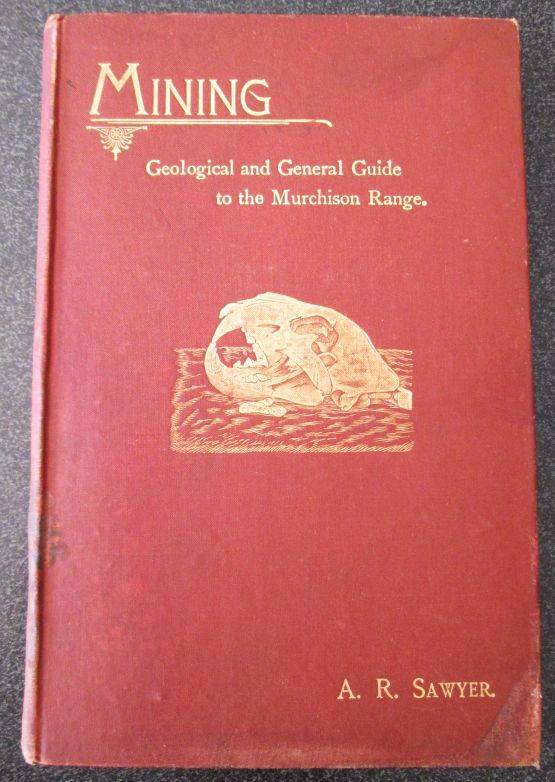 MINING
Geological and General Guide
to the Murchison Range.
A. R. SAWYER.